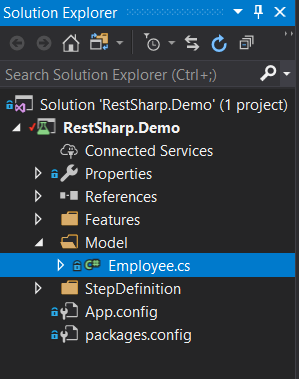 Solution Explorer
Search Solution Explorer (Ctrl+;)
Solution 'RestSharp.Demo' (1 project)
RestSharp.Demo
Connected Services
Properties
References
Features
Model
C# Employee.cs
StepDefinition
App.config
packages.config